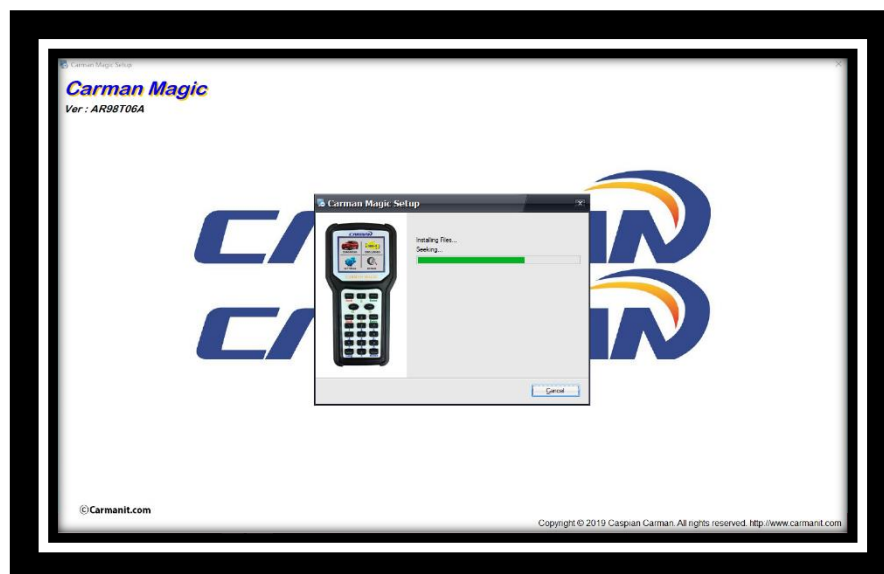 Carman Magic Setup
Carman Magic
Ver : AR98T06A
Carman Magic Setup
CARMAN
Installing Files...
Seeking...
Cancel
©Carmanit.com
Copyright © 2019 Caspian Carman. All rights reserved. http://www.carmanit.com